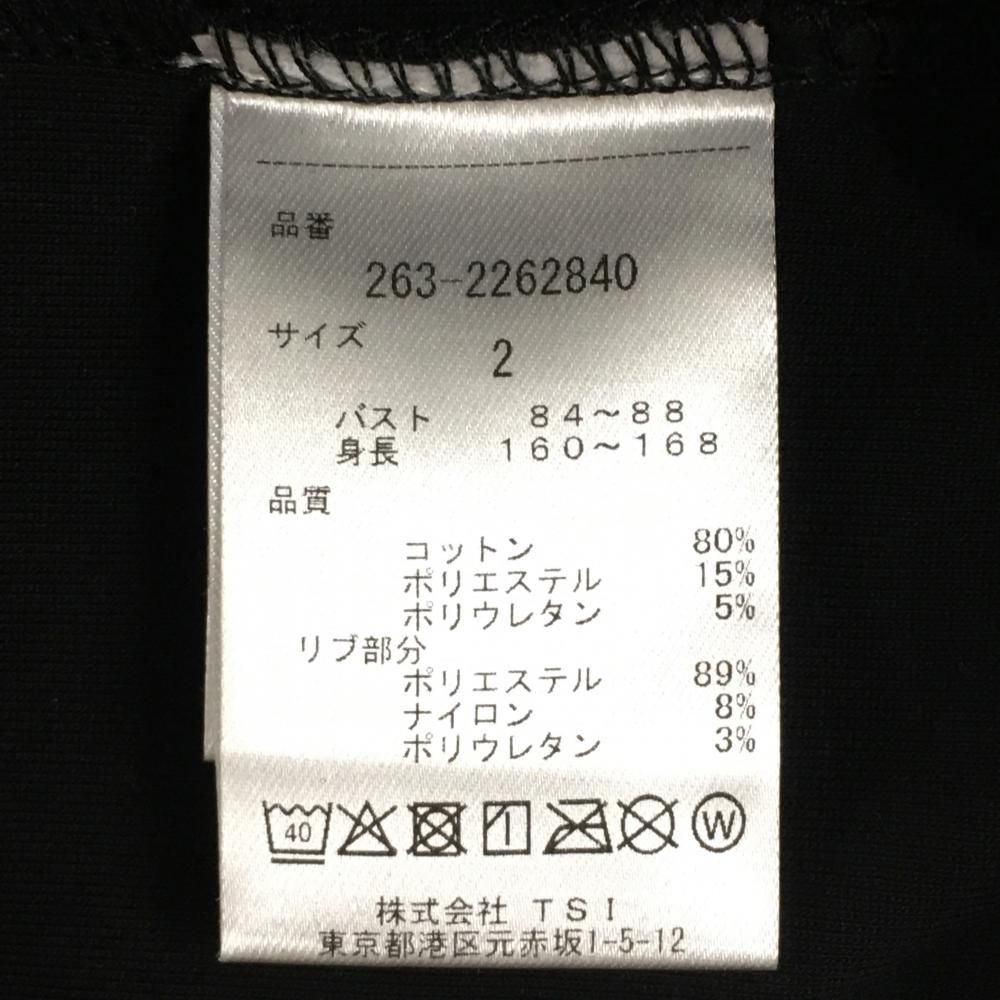 品番
263-2262840
サイズ
2
バスト 84～88
身長 160～168
品質
コットン 80%
ポリエステル 15%
ポリウレタン 5%
リブ部分
ポリエステル 89%
ナイロン 8%
ポリウレタン 3%
40 W
株式会社 TSI
東京都港区元赤坂1-5-12